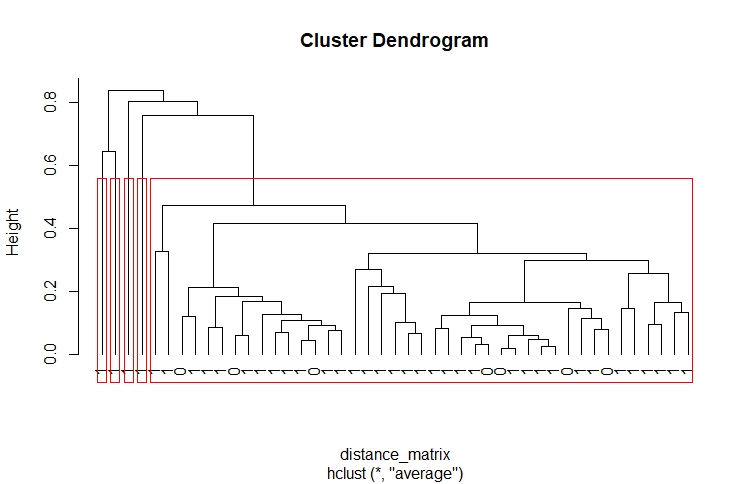 Cluster Dendrogram
Height
0.0
0.2
0.4
0.6
0.8
distance_matrix
hclust (*, "average")